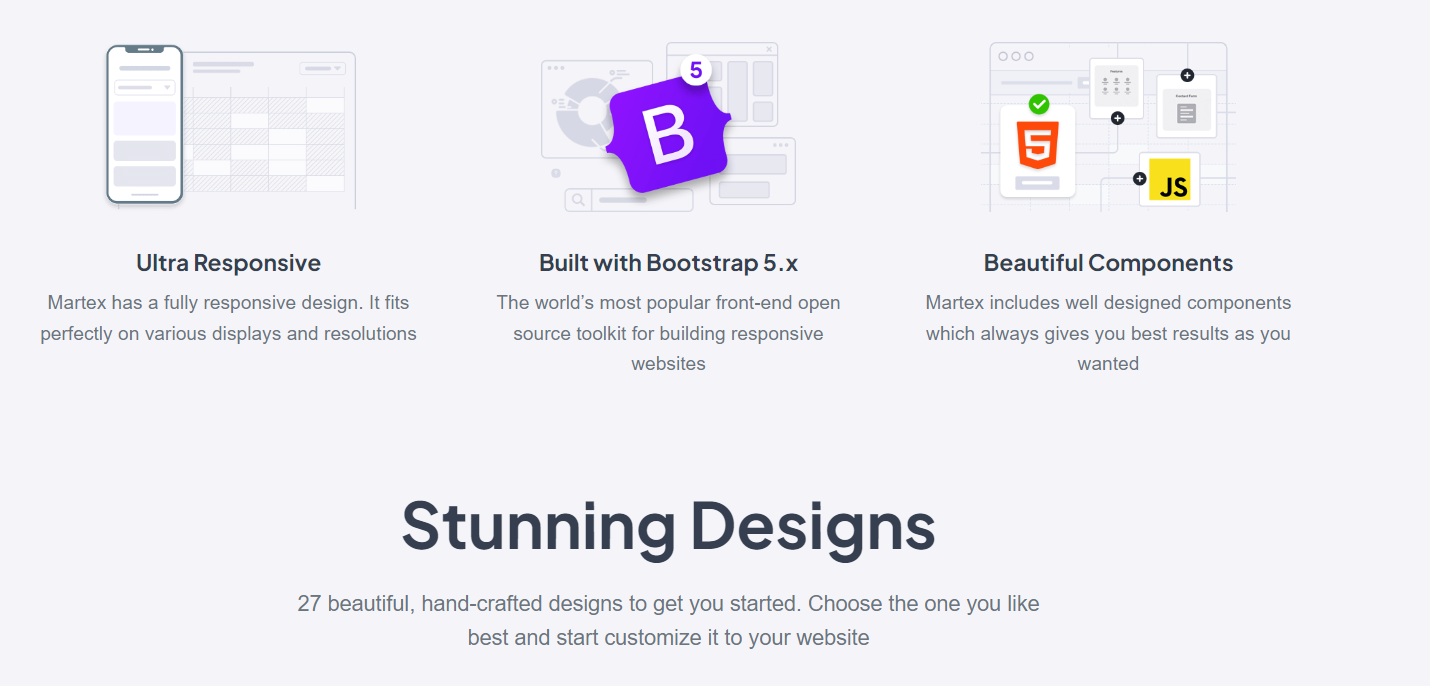 5
B
5
JS
Features
Contact Form
Ultra Responsive
Martex has a fully responsive design. It fits
perfectly on various displays and resolutions
Built with Bootstrap 5.x
The world’s most popular front-end open
source toolkit for building responsive
websites
Beautiful Components
Martex includes well designed components
which always gives you best results as you
wanted
Stunning Designs
27 beautiful, hand-crafted designs to get you started. Choose the one you like
best and start customize it to your website